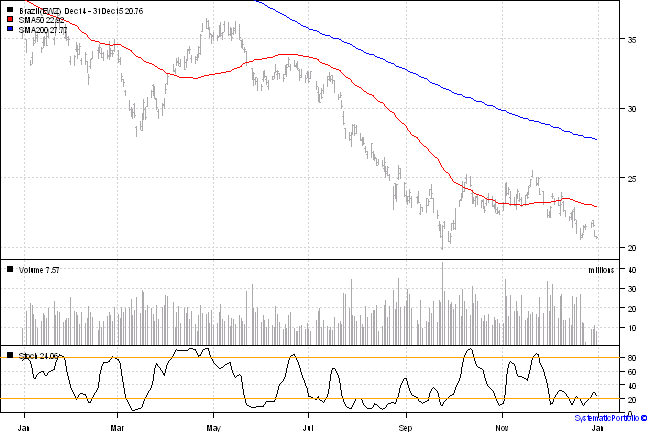 Brazil(EWZ) Dec14 - 31Dec15 20.76
SMA50 22.92
SMA200 27.77
35
30
25
20
Volume 7.57
millions
40
30
20
10
Stoch 24.06
80
60
40
20
0
Jan
Mar
May
Jul
Sep
Nov
Jan
SystematicPortfolio ©